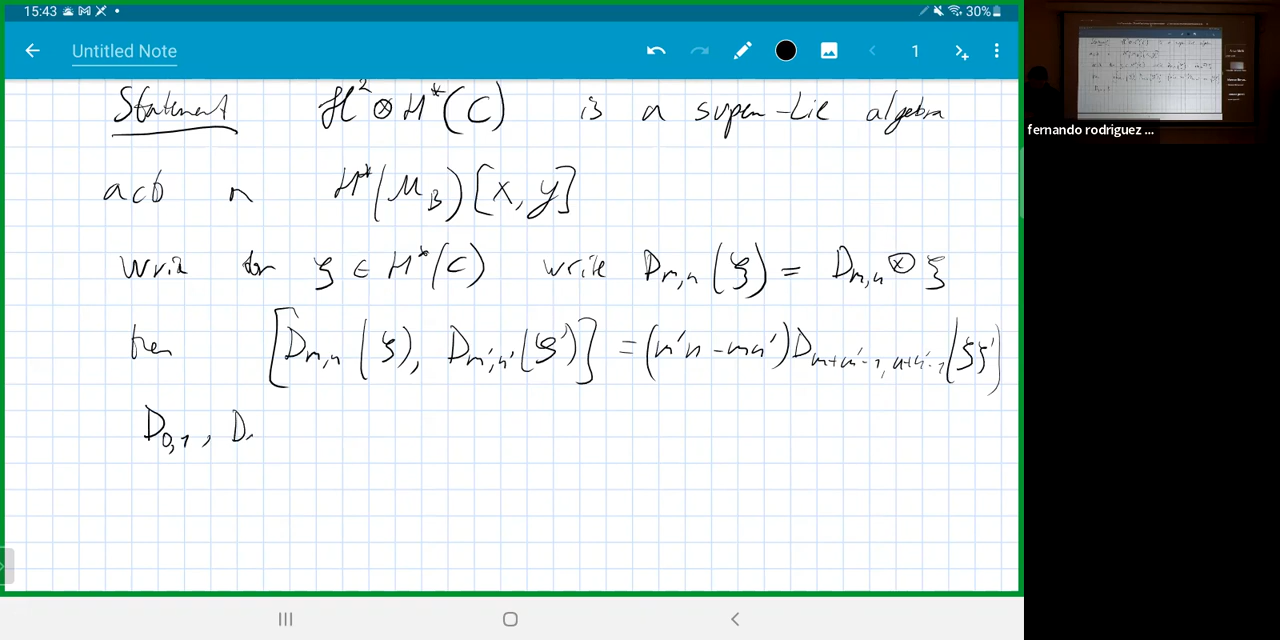 15:43 30%
Untitled Note 1
Statement ℋ² ⊗ H*(C) is a super-Lie algebra
acts on H*(M_B)[x, y]
Write for ξ ∈ H*(C) write D_{m,n}(ξ) = D_{m,n} ⊗ ξ
then [D_{m,n}(ξ), D_{m',n'}(ξ')] = (m'n - mn') D_{m+m'-1, n+n'-1}(ξξ')
D_{0,1}, D
fernando rodriguez ...